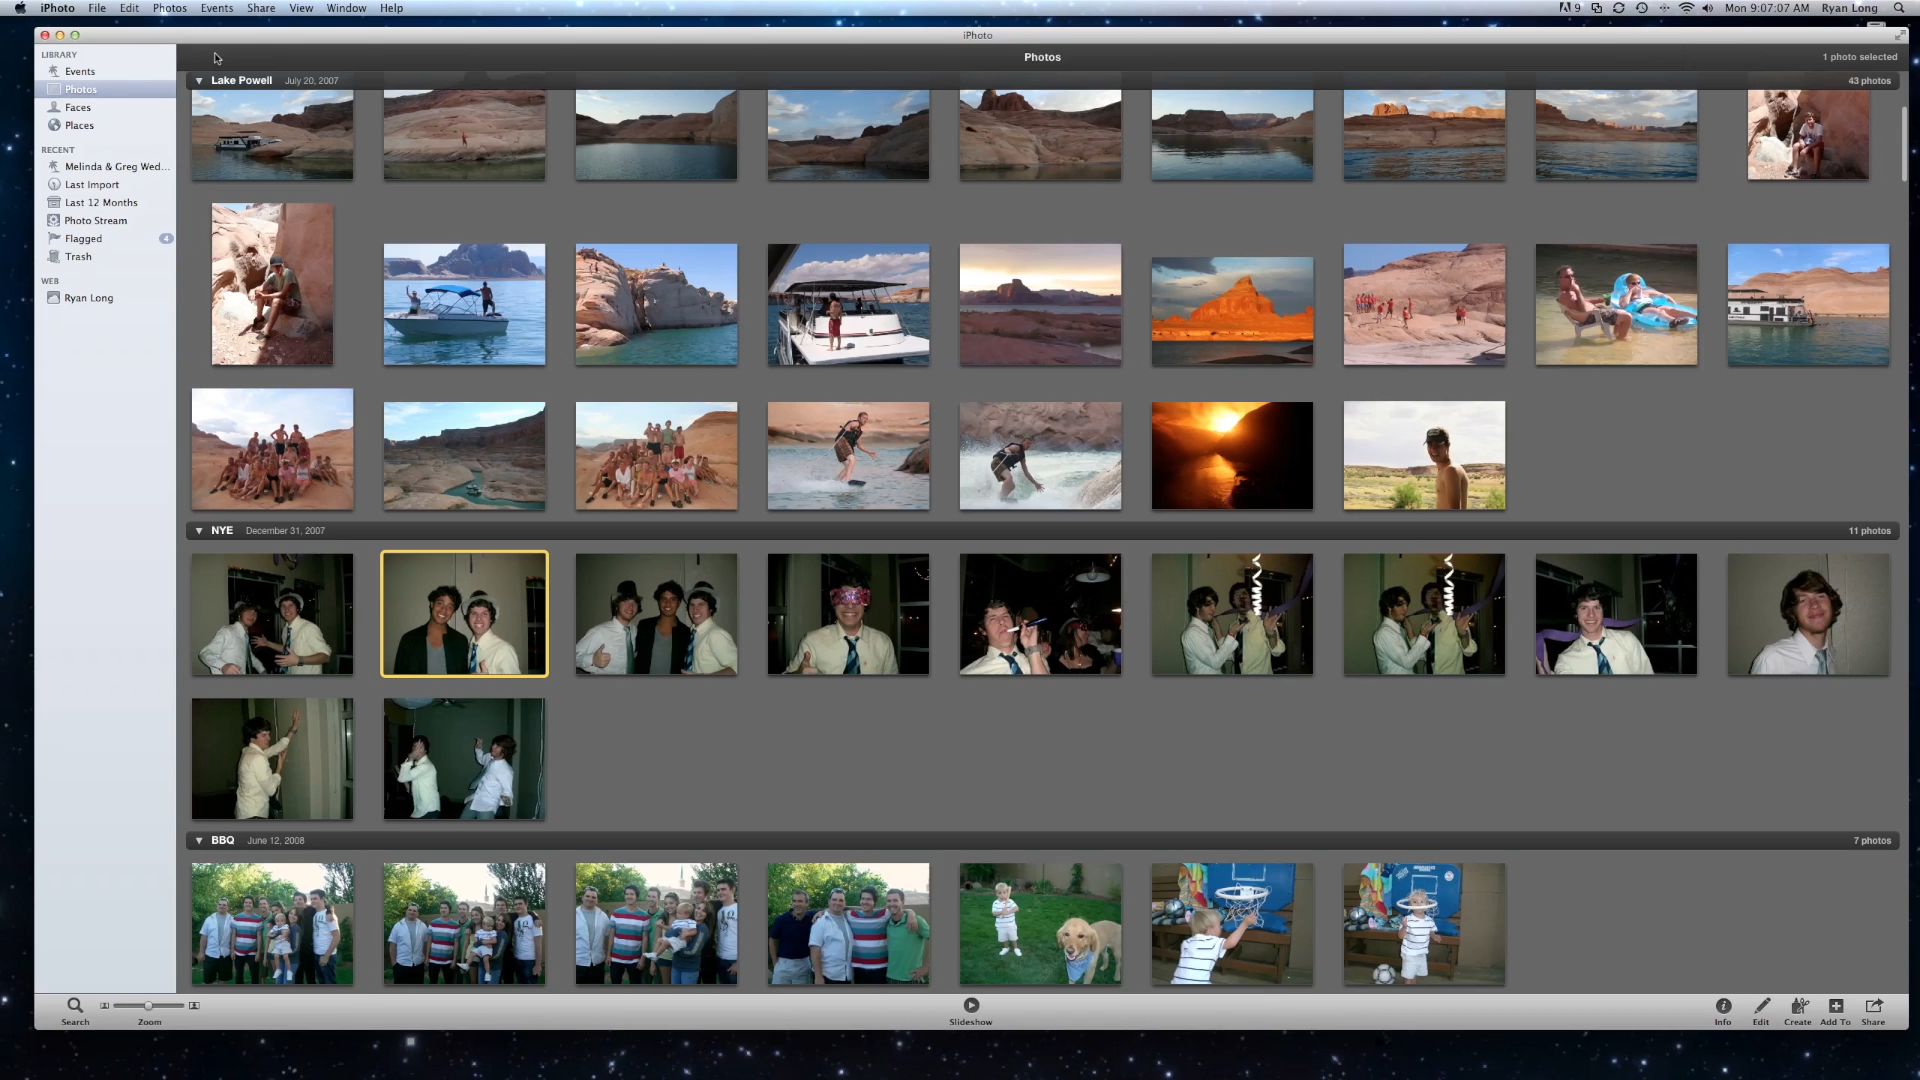 iPhoto File Edit Photos Events Share View Window Help 9 Mon 9:07:07 AM Ryan Long
iPhoto
Photos
1 photo selected
LIBRARY
Events
Photos
Faces
Places
RECENT
Melinda & Greg Wed...
Last Import
Last 12 Months
Photo Stream
Flagged 4
Trash
WEB
Ryan Long
Lake Powell July 20, 2007 43 photos
NYE December 31, 2007 11 photos
BBQ June 12, 2008 7 photos
Search
Zoom
Slideshow
Info Edit Create Add To Share